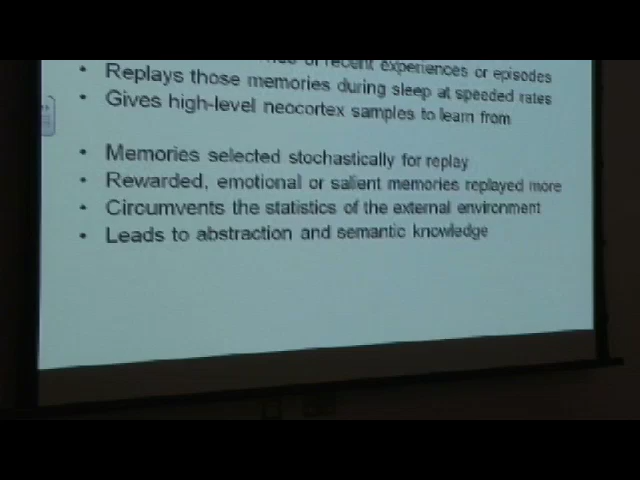 of recent experiences or episodes
• Replays those memories during sleep at speeded rates
• Gives high-level neocortex samples to learn from
• Memories selected stochastically for replay
• Rewarded, emotional or salient memories replayed more
• Circumvents the statistics of the external environment
• Leads to abstraction and semantic knowledge